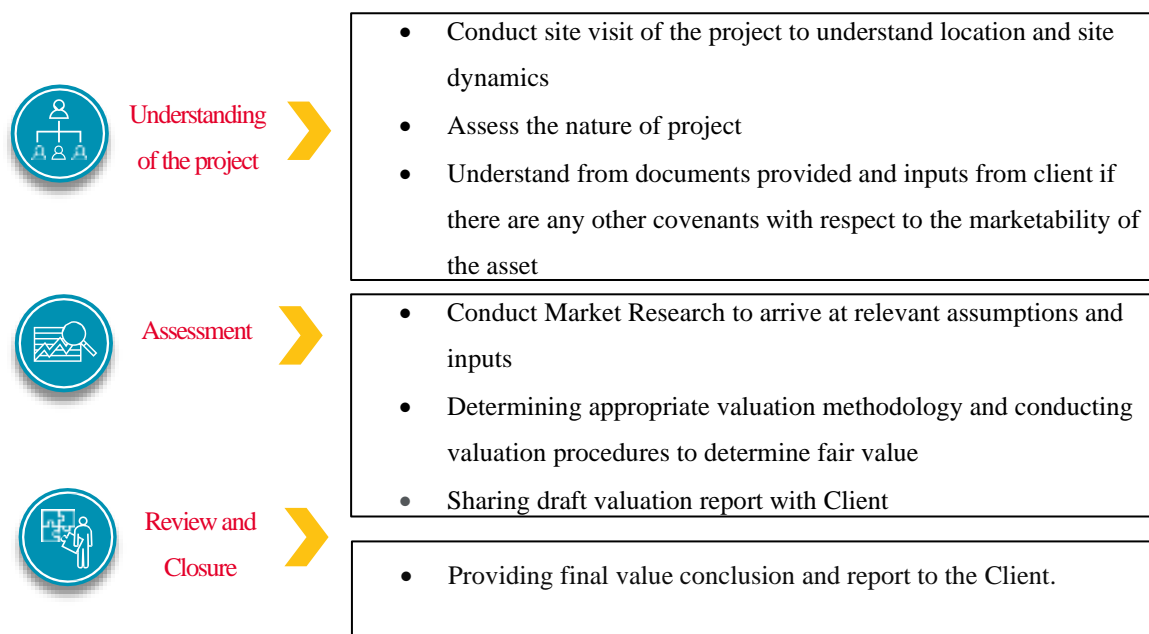 Understanding
of the project
• Conduct site visit of the project to understand location and site
dynamics
• Assess the nature of project
• Understand from documents provided and inputs from client if
there are any other covenants with respect to the marketability of
the asset
Assessment
• Conduct Market Research to arrive at relevant assumptions and
inputs
• Determining appropriate valuation methodology and conducting
valuation procedures to determine fair value
• Sharing draft valuation report with Client
Review and
Closure
• Providing final value conclusion and report to the Client.